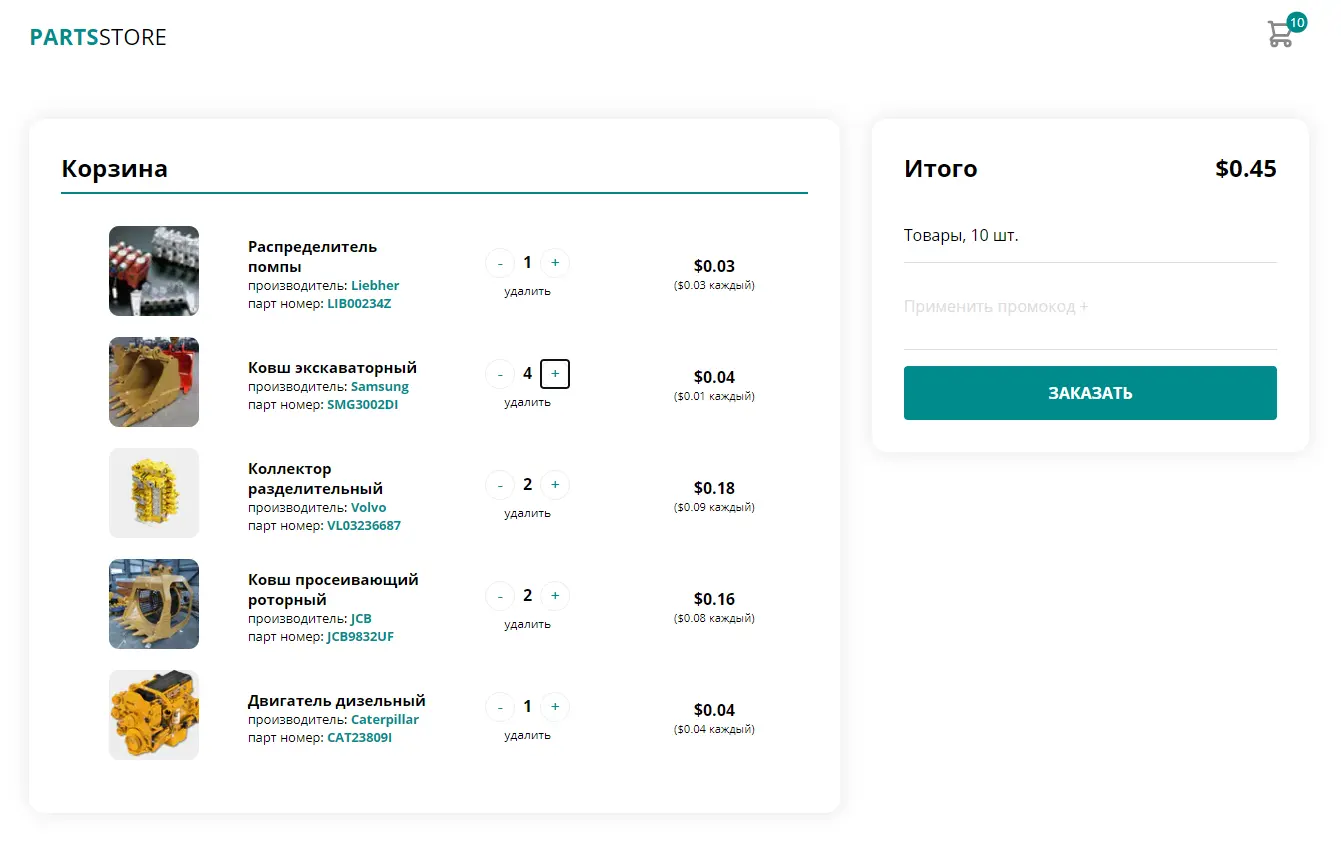 PARTSSTORE
10
Корзина
Распределитель
помпы
производитель: Liebher
парт номер: LIB00234Z
- 1 +
удалить
$0.03
($0.03 каждый)
Ковш экскаваторный
производитель: Samsung
парт номер: SMG3002DI
- 4 +
удалить
$0.04
($0.01 каждый)
Коллектор
разделительный
производитель: Volvo
парт номер: VL03236687
- 2 +
удалить
$0.18
($0.09 каждый)
Ковш просеивающий
роторный
производитель: JCB
парт номер: JCB9832UF
- 2 +
удалить
$0.16
($0.08 каждый)
Двигатель дизельный
производитель: Caterpillar
парт номер: CAT23809I
- 1 +
удалить
$0.04
($0.04 каждый)
Итого $0.45
Товары, 10 шт.
Применить промокод +
ЗАКАЗАТЬ